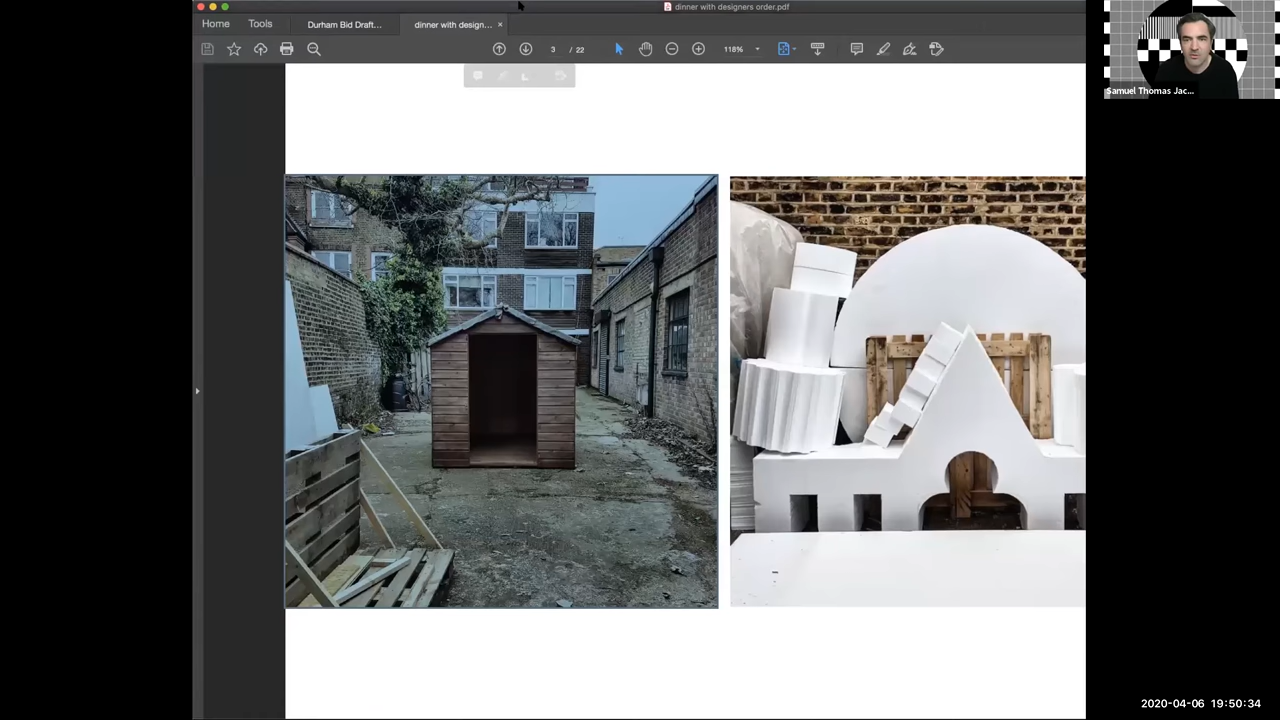 dinner with designers order.pdf
Home Tools Durham Bid Draft... dinner with design... ×
3 / 22 118%
Samuel Thomas Jac...
2020-04-06 19:50:34